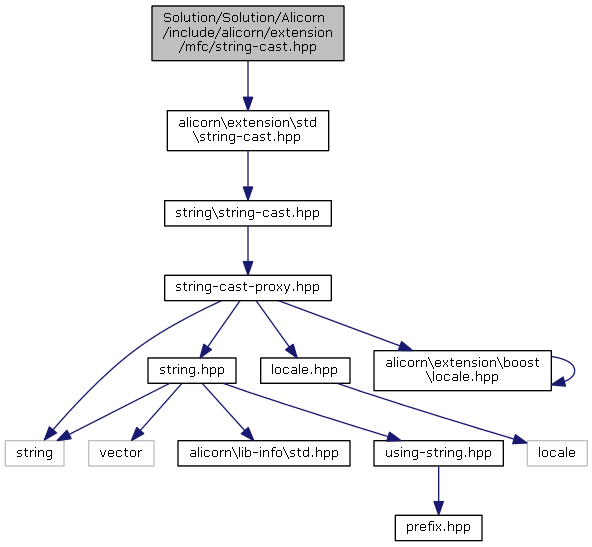 Solution/Solution/Alicorn
/include/alicorn/extension
/mfc/string-cast.hpp
alicorn\extension\std
\string-cast.hpp
string\string-cast.hpp
string-cast-proxy.hpp
string.hpp
locale.hpp
alicorn\extension\boost
\locale.hpp
string
vector
alicorn\lib-info\std.hpp
using-string.hpp
locale
prefix.hpp